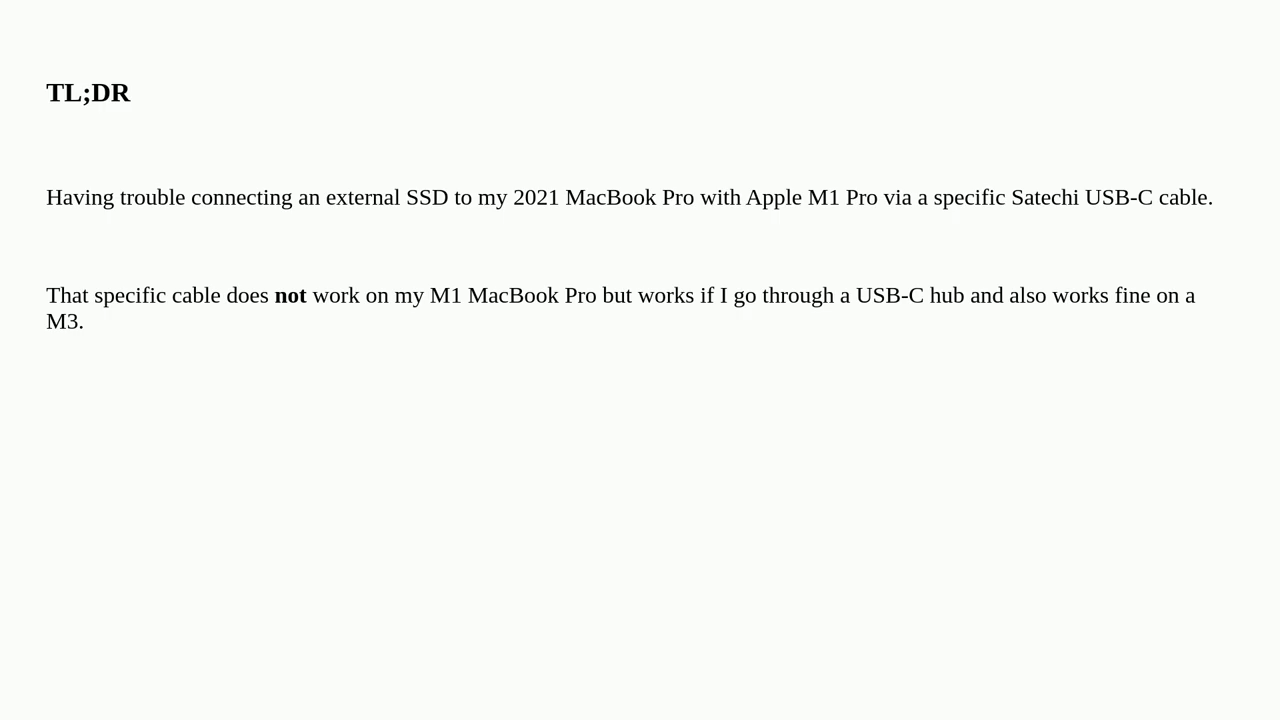 TL;DR
Having trouble connecting an external SSD to my 2021 MacBook Pro with Apple M1 Pro via a specific Satechi USB-C cable.
That specific cable does not work on my M1 MacBook Pro but works if I go through a USB-C hub and also works fine on a
M3.